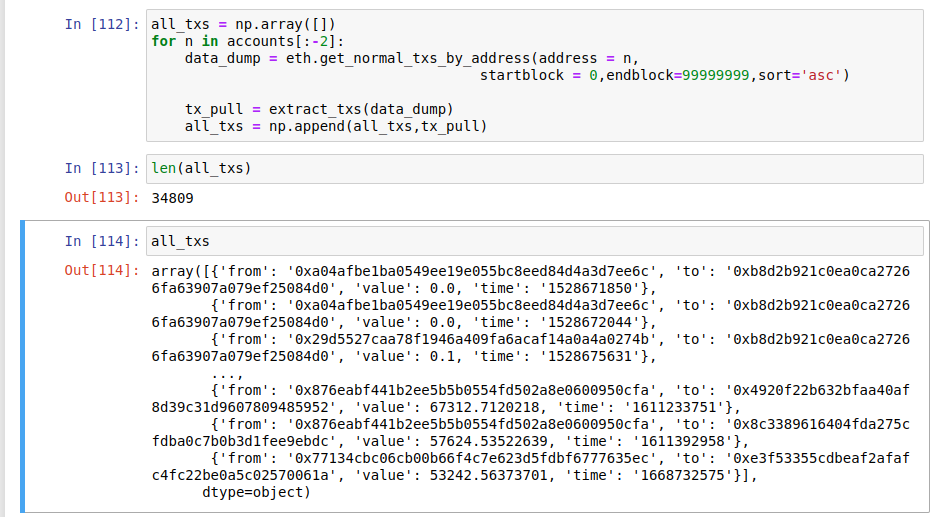 In [112]: all_txs = np.array([])
for n in accounts[:-2]:
    data_dump = eth.get_normal_txs_by_address(address = n,
                                       startblock = 0,endblock=99999999,sort='asc')
    tx_pull = extract_txs(data_dump)
    all_txs = np.append(all_txs,tx_pull)
In [113]: len(all_txs)
Out[113]: 34809
In [114]: all_txs
Out[114]: array([{'from': '0xa04afbe1ba0549ee19e055bc8eed84d4a3d7ee6c', 'to': '0xb8d2b921c0ea0ca2726
6fa63907a079ef25084d0', 'value': 0.0, 'time': '1528671850'},
       {'from': '0xa04afbe1ba0549ee19e055bc8eed84d4a3d7ee6c', 'to': '0xb8d2b921c0ea0ca2726
6fa63907a079ef25084d0', 'value': 0.0, 'time': '1528672044'},
       {'from': '0x29d5527caa78f1946a409fa6acaf14a0a4a0274b', 'to': '0xb8d2b921c0ea0ca2726
6fa63907a079ef25084d0', 'value': 0.1, 'time': '1528675631'},
       ...,
       {'from': '0x876eabf441b2ee5b5b0554fd502a8e0600950cfa', 'to': '0x4920f22b632bfaa40af
8d39c31d9607809485952', 'value': 67312.7120218, 'time': '1611233751'},
       {'from': '0x876eabf441b2ee5b5b0554fd502a8e0600950cfa', 'to': '0x8c3389616404fda275c
fdba0c7b0b3d1fee9ebdc', 'value': 57624.53522639, 'time': '1611392958'},
       {'from': '0x77134cbc06cb00b66f4c7e623d5fdbf6777635ec', 'to': '0xe3f53355cdbeaf2afaf
c4fc22be0a5c02570061a', 'value': 53242.56373701, 'time': '1668732575'}],
      dtype=object)